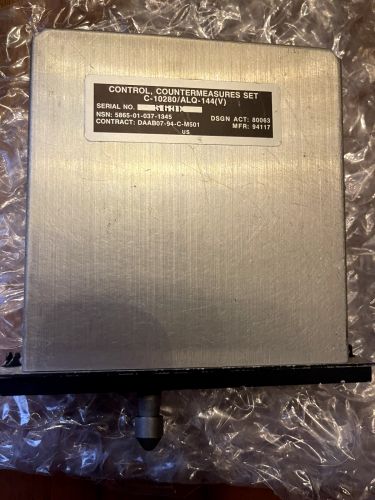 CONTROL, COUNTERMEASURES SET
C-10280/ALQ-144(V)
SERIAL NO.
NSN: 5865-01-037-1345 DSGN ACT: 80063
CONTRACT: DAAB07-94-C-M501 MFR: 94117
US